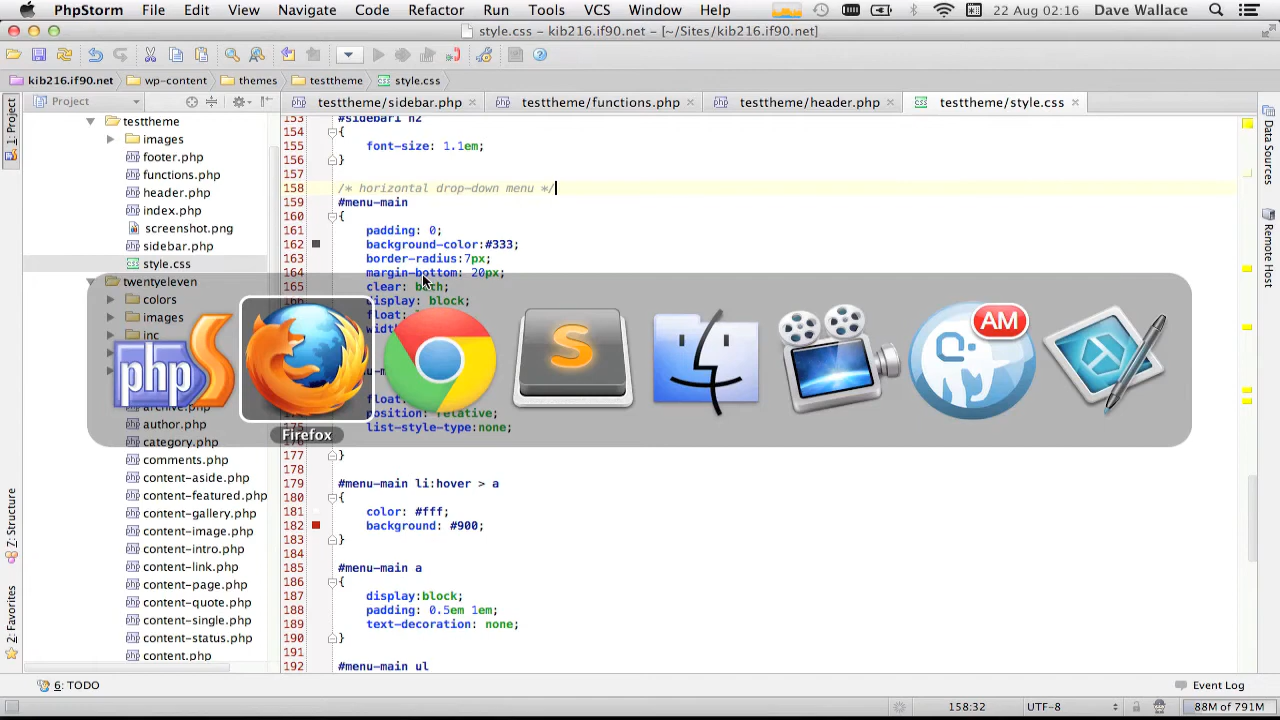 PhpStorm File Edit View Navigate Code Refactor Run Tools VCS Window Help 22 Aug 02:16 Dave Wallace
style.css – kib216.if90.net – [~/Sites/kib216.if90.net]
kib216.if90.net wp-content themes testtheme style.css
Project testtheme/sidebar.php testtheme/functions.php testtheme/header.php testtheme/style.css
1: Project
Z: Structure
2: Favorites
testtheme
images
footer.php
functions.php
header.php
index.php
screenshot.png
sidebar.php
style.css
twentyeleven
colors
images
inc
author.php
category.php
comments.php
content-aside.php
content-featured.php
content-gallery.php
content-image.php
content-intro.php
content-link.php
content-page.php
content-quote.php
content-single.php
content-status.php
content.php
153 #sidebar1 h2
154 {
155 font-size: 1.1em;
156 }
157
158 /* horizontal drop-down menu */
159 #menu-main
160 {
161 padding: 0;
162 background-color:#333;
163 border-radius:7px;
164 margin-bottom: 20px;
165 clear: both;
display: block;
position: relative;
list-style-type:none;
177 }
178
179 #menu-main li:hover > a
180 {
181 color: #fff;
182 background: #900;
183 }
184
185 #menu-main a
186 {
187 display:block;
188 padding: 0.5em 1em;
189 text-decoration: none;
190 }
191
192 #menu-main ul
php
S
AM
Firefox
Data Sources
Remote Host
6: TODO Event Log
158:32 UTF-8 88M of 791M